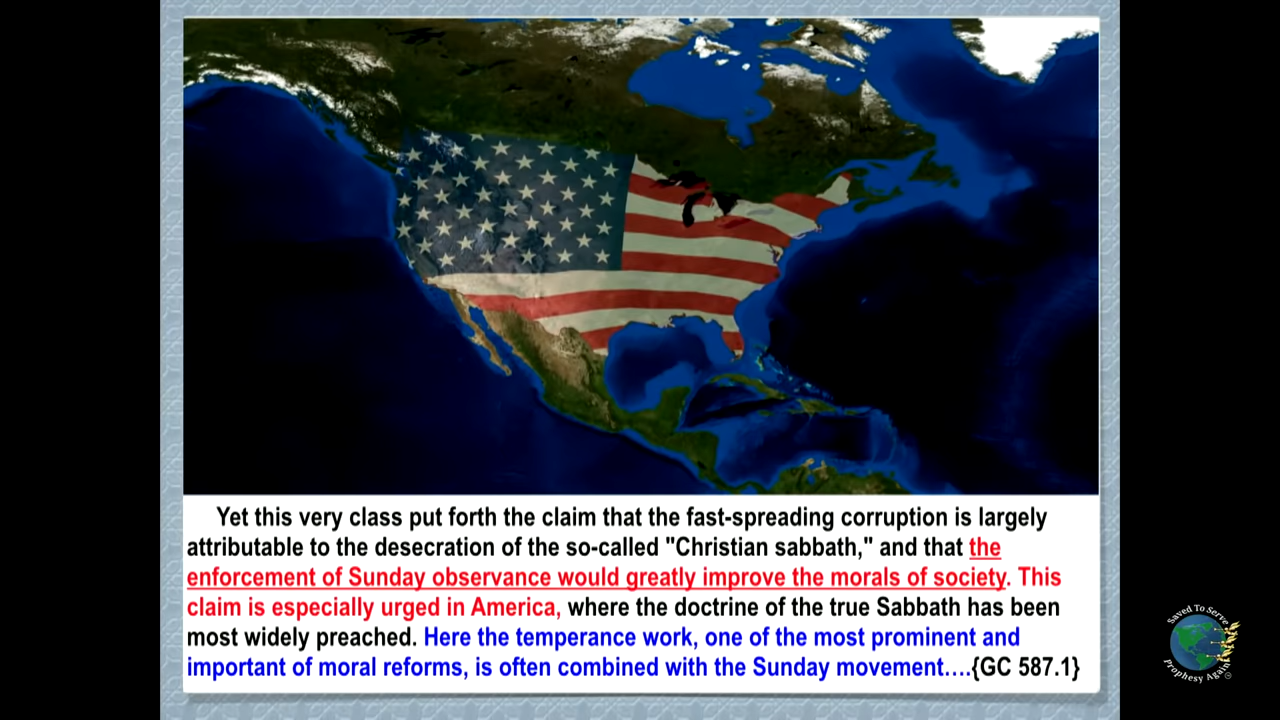 Yet this very class put forth the claim that the fast-spreading corruption is largely
attributable to the desecration of the so-called "Christian sabbath," and that the
enforcement of Sunday observance would greatly improve the morals of society. This
claim is especially urged in America, where the doctrine of the true Sabbath has been
most widely preached. Here the temperance work, one of the most prominent and
important of moral reforms, is often combined with the Sunday movement….{GC 587.1}
Saved To Serve
Prophesy Again